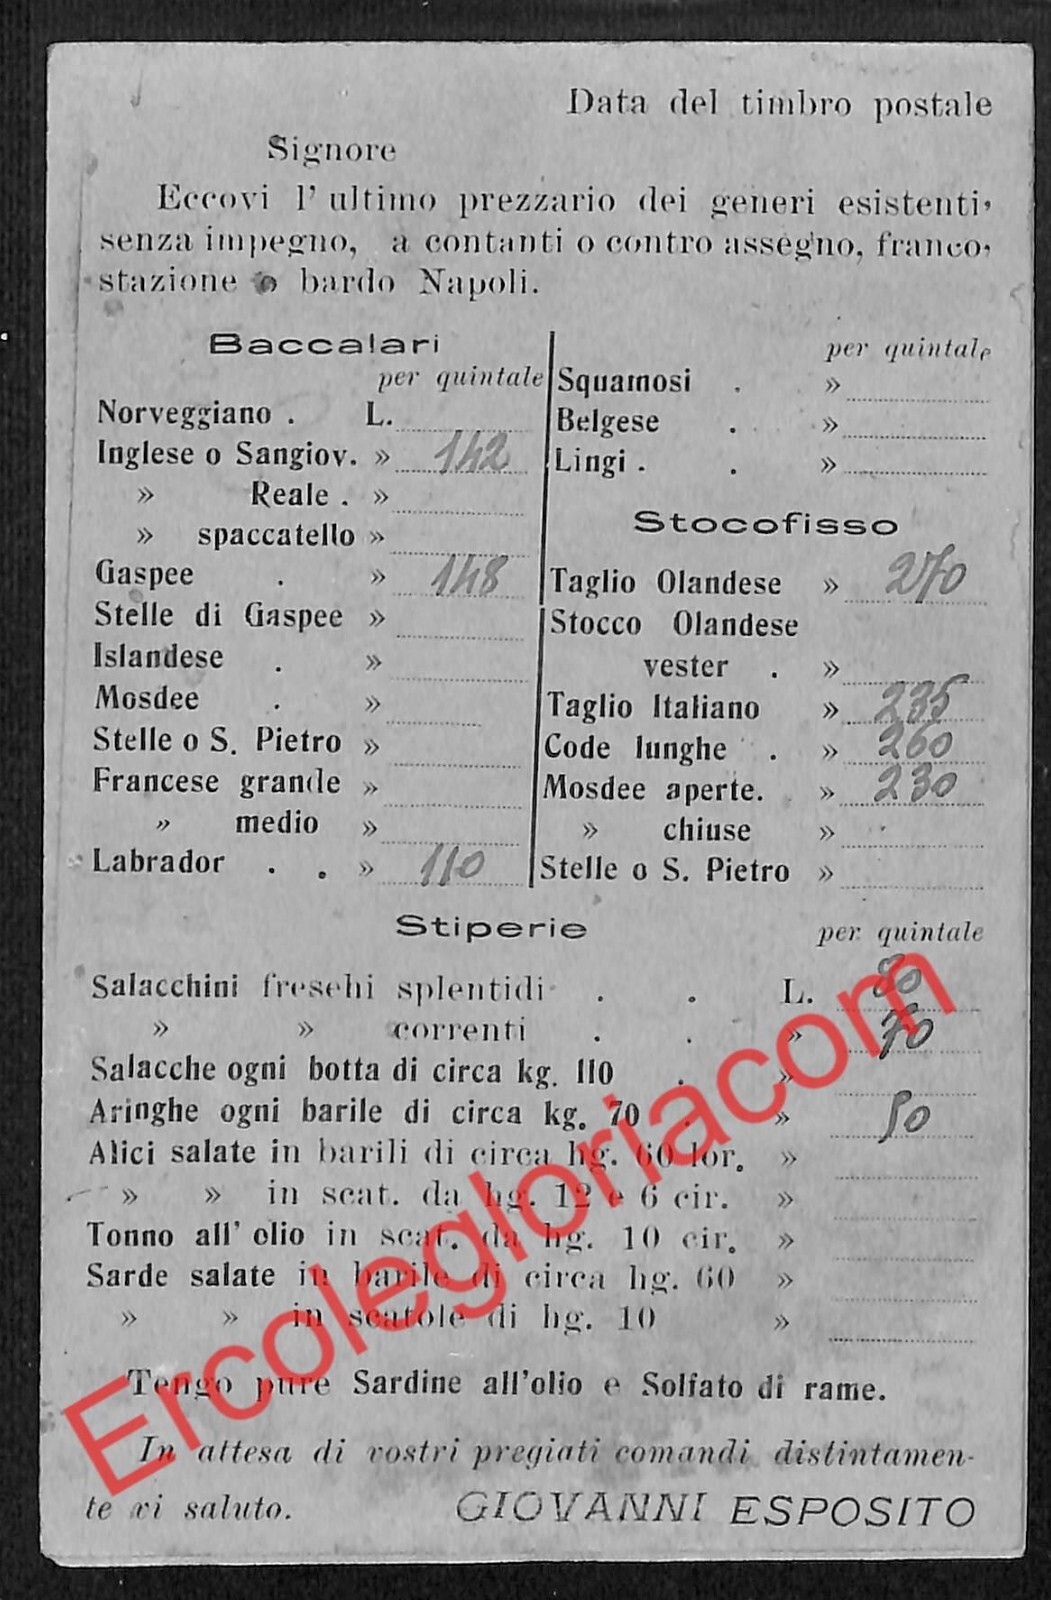 Data del timbro postale
Signore
Eccovi l' ultimo prezzario dei generi esistenti,
senza impegno, a contanti o contro assegno, franco,
stazione o bardo Napoli.
Baccalari
per quintale
Norveggiano . L.
Inglese o Sangiov. » 142
» Reale . »
» spaccatello »
Gaspee . » 148
Stelle di Gaspee »
Islandese . »
Mosdee . »
Stelle o S. Pietro »
Francese grande »
» medio »
Labrador . . » 110
per quintale
Squamosi . »
Belgese . »
Lingi . . »
Stocofisso
Taglio Olandese » 270
Stocco Olandese
vester . »
Taglio Italiano » 235
Code lunghe . » 260
Mosdee aperte. » 230
» chiuse »
Stelle o S. Pietro »
Stiperie
per quintale
Salacchini freschi splentidi . . L. 80
» » correnti . . » 70
Salacche ogni botta di circa kg. 110 . »
Aringhe ogni barile di circa kg. 70 . » 50
Alici salate in barili di circa hg. 60 lor. »
» » in scat. da hg. 12 e 6 cir. »
Tonno all' olio in scat. da hg. 10 cir. »
Sarde salate in barile di circa hg. 60 »
» » in scatole di hg. 10 »
Tengo pure Sardine all'olio e Solfato di rame.
In attesa di vostri pregiati comandi distintamen-
te vi saluto. GIOVANNI ESPOSITO
Ercolegloriacom